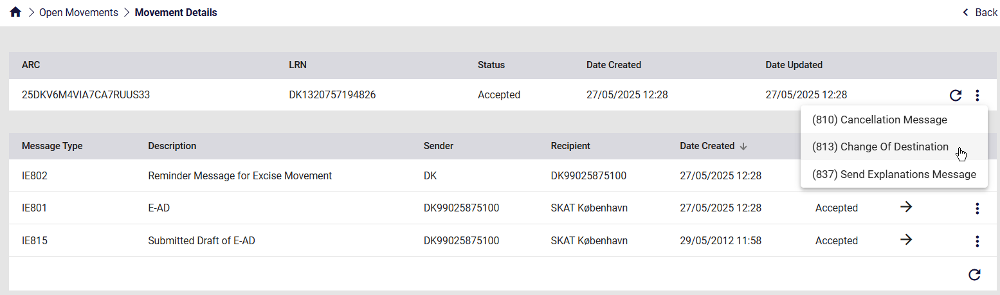 Open Movements Movement Details Back
ARC LRN Status Date Created Date Updated
25DKV6M4VIA7CA7RUUS33 DK1320757194826 Accepted 27/05/2025 12:28 27/05/2025 12:28
(810) Cancellation Message
(813) Change Of Destination
(837) Send Explanations Message
Message Type Description Sender Recipient Date Created
IE802 Reminder Message for Excise Movement DK DK99025875100 27/05/2025 12:28
IE801 E-AD DK99025875100 SKAT København 27/05/2025 12:28 Accepted
IE815 Submitted Draft of E-AD DK99025875100 SKAT København 29/05/2012 11:58 Accepted